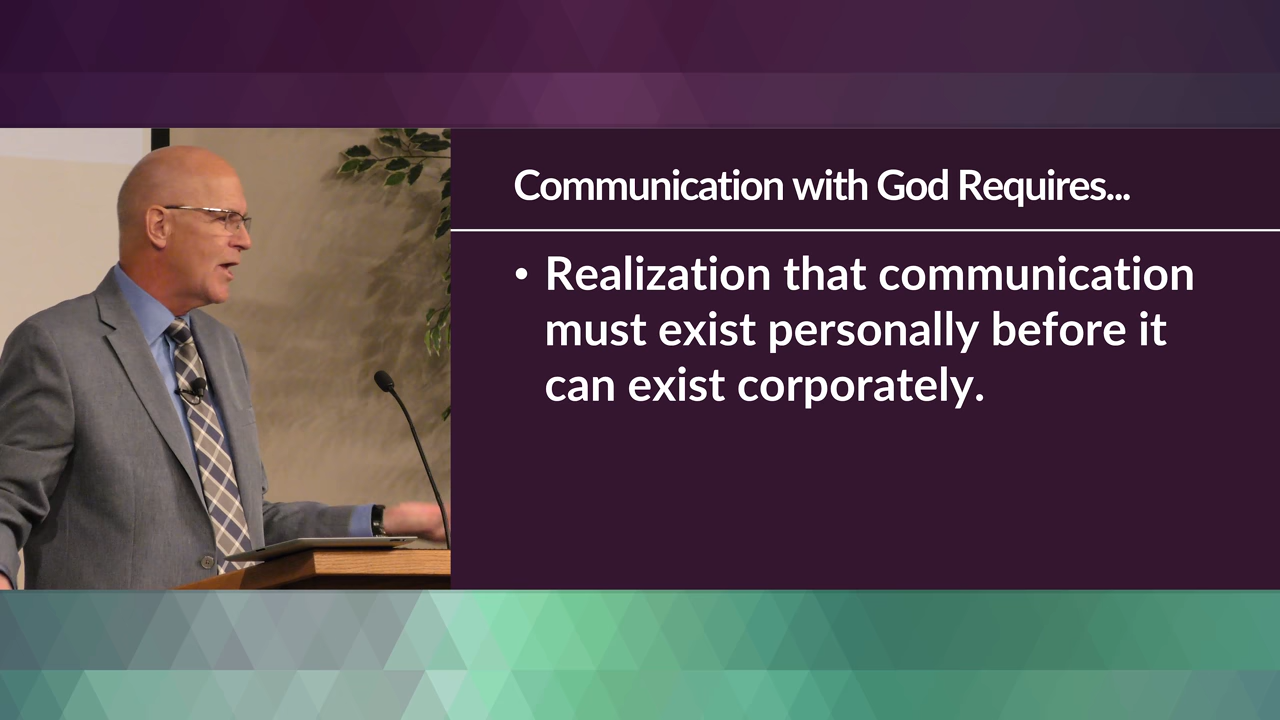 Communication with God Requires...
• Realization that communication
must exist personally before it
can exist corporately.